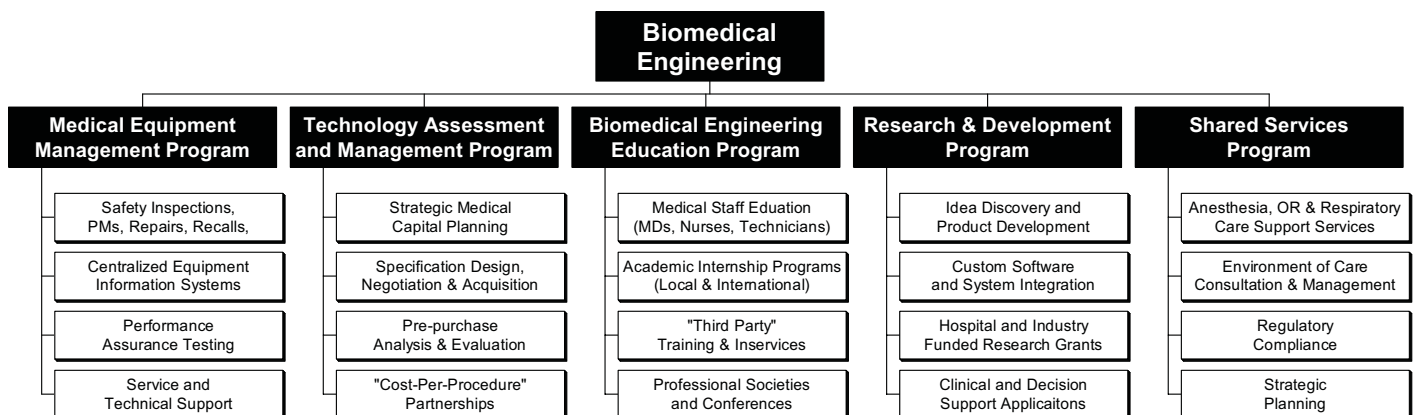 Biomedical
Engineering
Medical Equipment
Management Program
Technology Assessment
and Management Program
Biomedical Engineering
Education Program
Research & Development
Program
Shared Services
Program
Safety Inspections,
PMs, Repairs, Recalls,
Centralized Equipment
Information Systems
Performance
Assurance Testing
Service and
Technical Support
Strategic Medical
Capital Planning
Specification Design,
Negotiation & Acquisition
Pre-purchase
Analysis & Evaluation
"Cost-Per-Procedure"
Partnerships
Medical Staff Eduation
(MDs, Nurses, Technicians)
Academic Internship Programs
(Local & International)
"Third Party"
Training & Inservices
Professional Societies
and Conferences
Idea Discovery and
Product Development
Custom Software
and System Integration
Hospital and Industry
Funded Research Grants
Clinical and Decision
Support Applicaitons
Anesthesia, OR & Respiratory
Care Support Services
Environment of Care
Consultation & Management
Regulatory
Compliance
Strategic
Planning